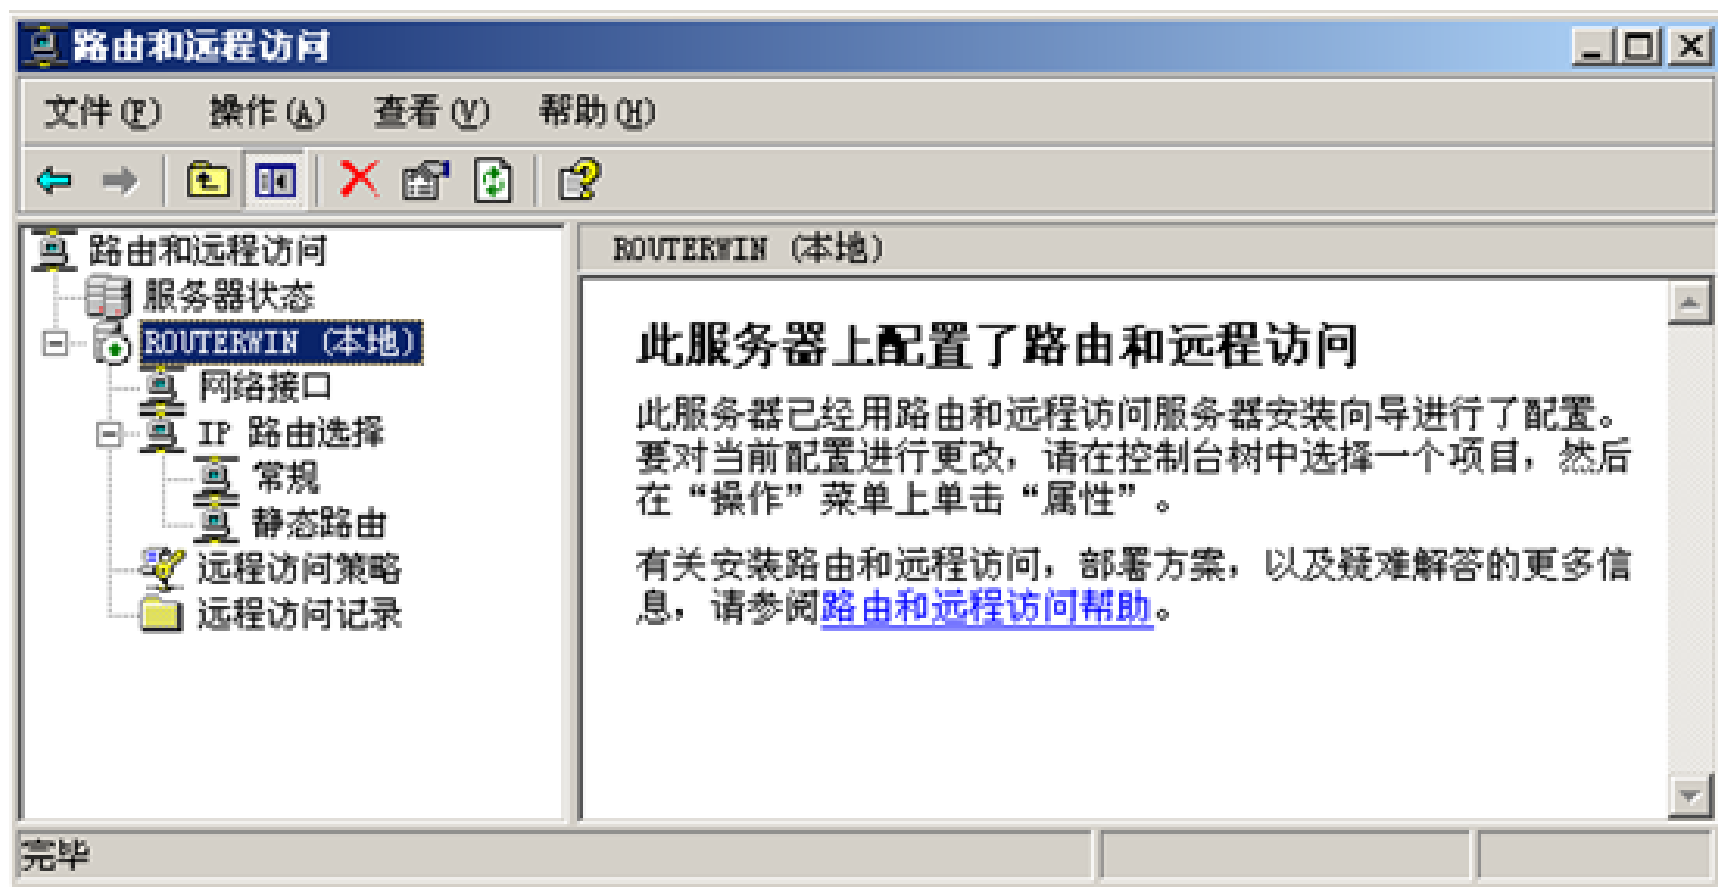 路由和远程访问
文件(F) 操作(A) 查看(V) 帮助(H)
路由和远程访问
服务器状态
ROUTERWIN (本地)
网络接口
IP 路由选择
常规
静态路由
远程访问策略
远程访问记录
ROUTERWIN (本地)
此服务器上配置了路由和远程访问
此服务器已经用路由和远程访问服务器安装向导进行了配置。
要对当前配置进行更改，请在控制台树中选择一个项目，然后
在“操作”菜单上单击“属性”。
有关安装路由和远程访问，部署方案，以及疑难解答的更多信
息，请参阅路由和远程访问帮助。
完毕